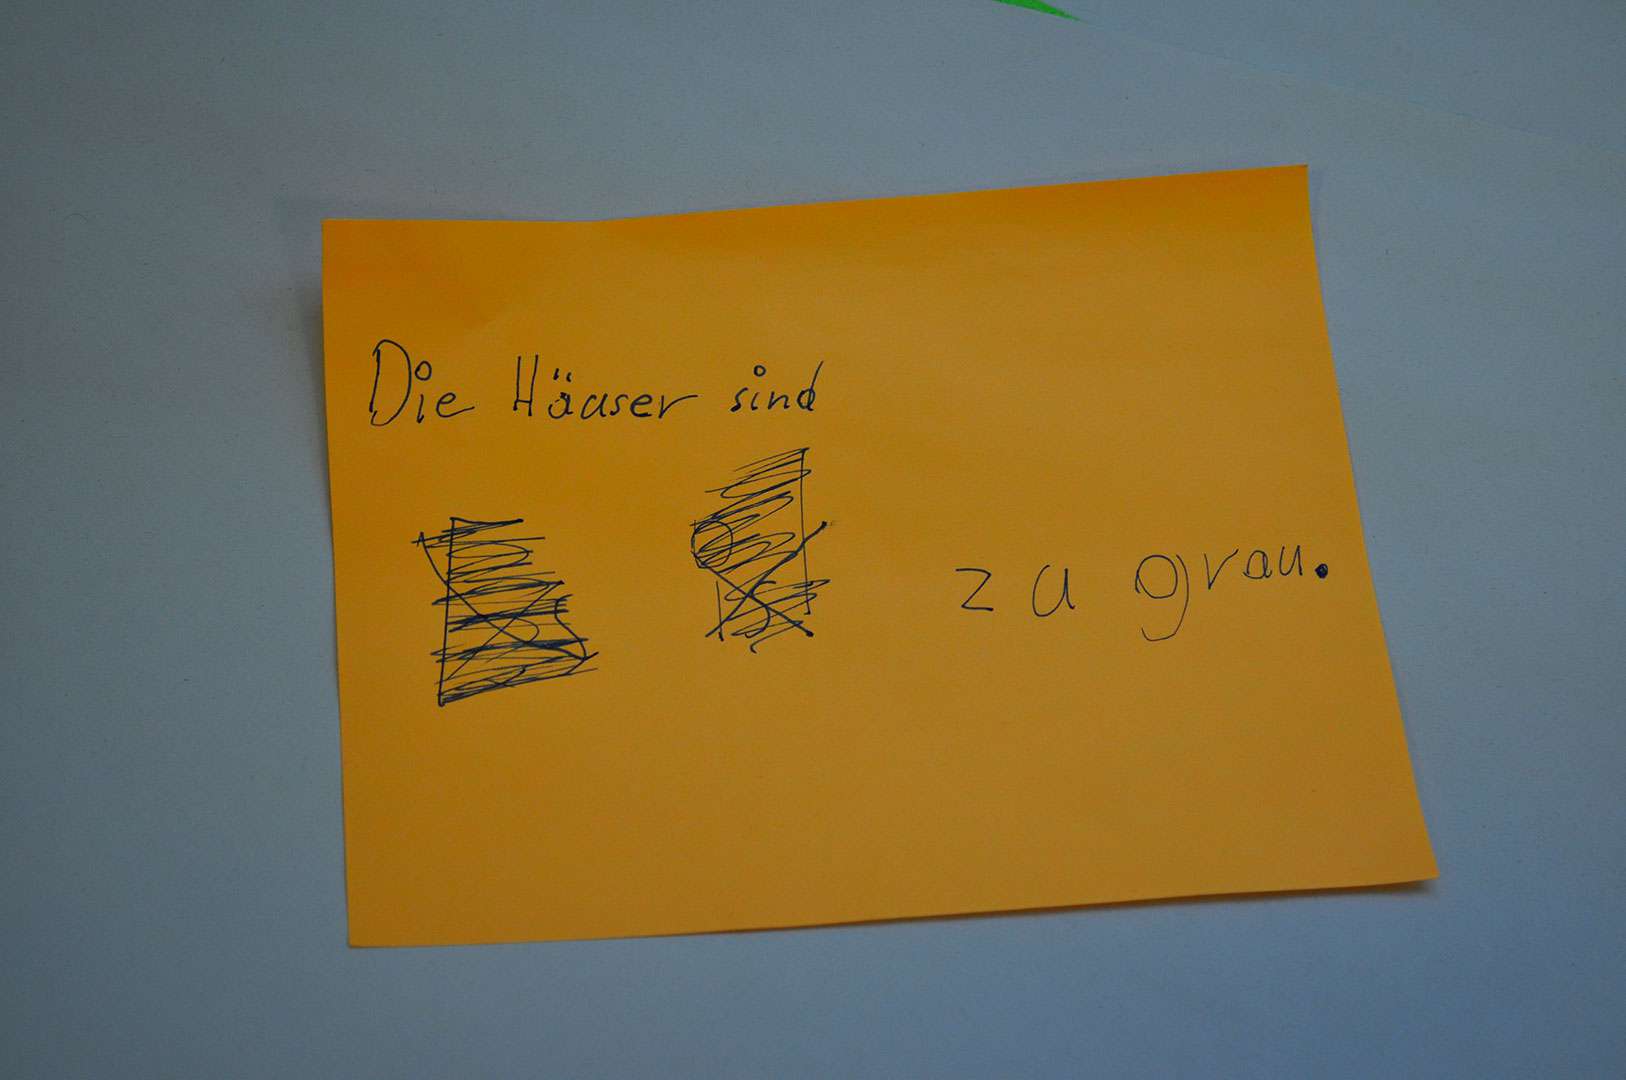 Die Häuser sind
zu grau.